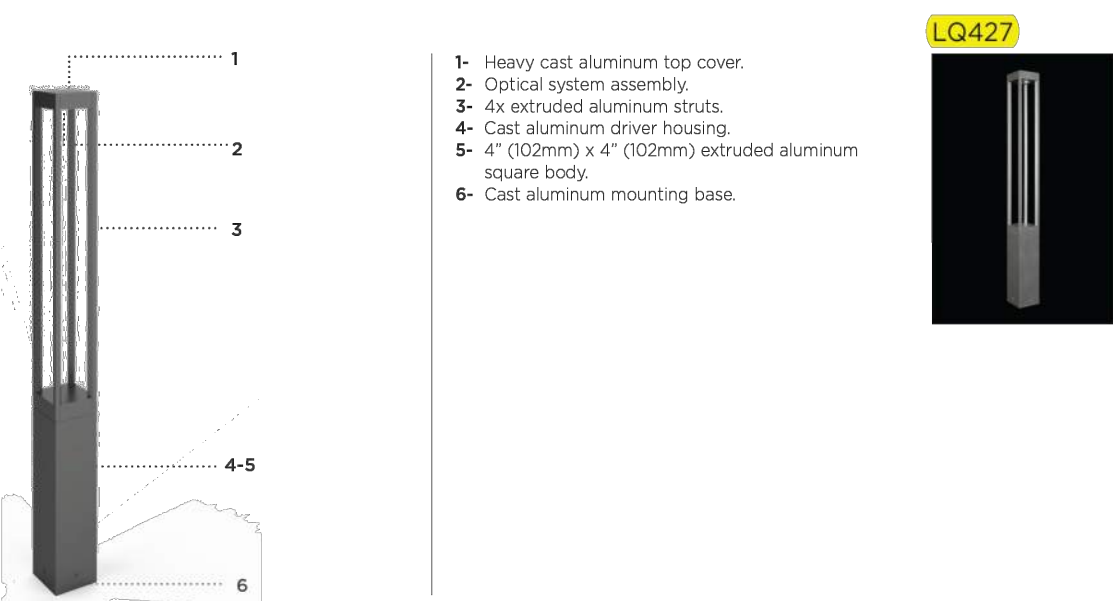 LQ427
1
2
3
4-5
6
1- Heavy cast aluminum top cover.
2- Optical system assembly.
3- 4x extruded aluminum struts.
4- Cast aluminum driver housing.
5- 4” (102mm) x 4” (102mm) extruded aluminum
square body.
6- Cast aluminum mounting base.